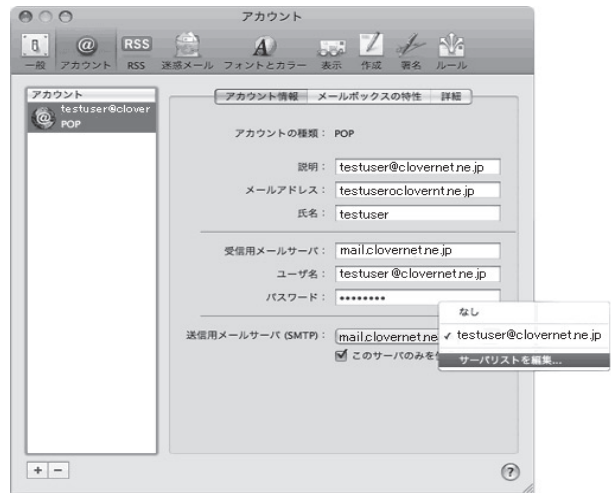 アカウント
一般 アカウント RSS 迷惑メール フォントとカラー 表示 作成 署名 ルール
RSS
アカウント
testuser@clover
POP
アカウント情報 メールボックスの特性 詳細
アカウントの種類： POP
説明： testuser@clovernet.ne.jp
メールアドレス： testuseroclovernt.ne.jp
氏名： testuser
受信用メールサーバ： mail.clovernet.ne.jp
ユーザ名： testuser @clovernet.ne.jp
パスワード： ••••••••
送信用メールサーバ (SMTP)： mail.clovernet.ne
このサーバのみを
なし
✓ testuser@clovernet.ne.jp
サーバリストを編集...